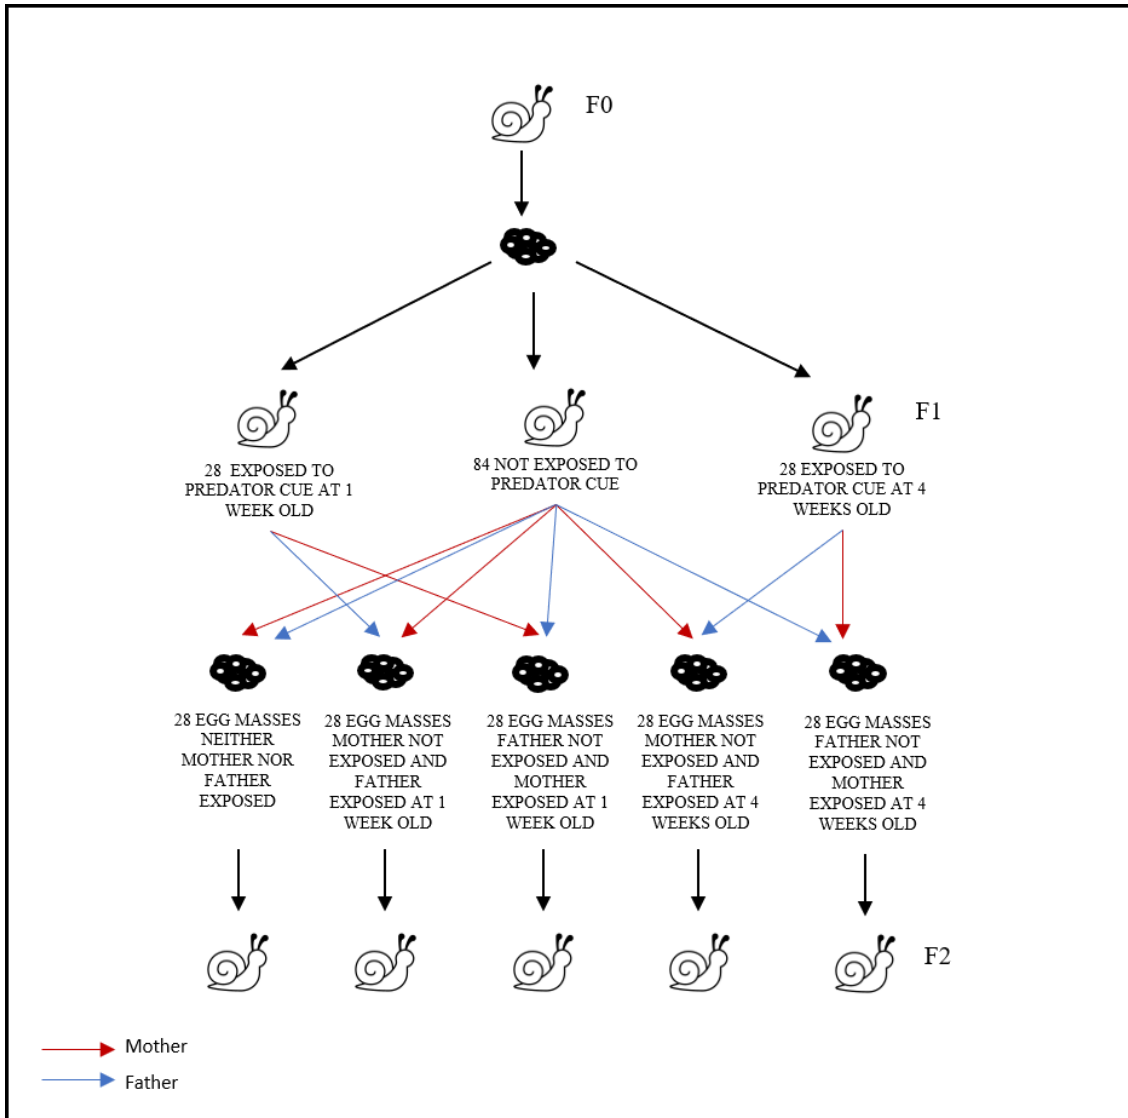 F0
F1
28 EXPOSED TO
PREDATOR CUE AT 1
WEEK OLD
84 NOT EXPOSED TO
PREDATOR CUE
28 EXPOSED TO
PREDATOR CUE AT 4
WEEKS OLD
28 EGG MASSES
NEITHER
MOTHER NOR
FATHER
EXPOSED
28 EGG MASSES
MOTHER NOT
EXPOSED AND
FATHER
EXPOSED AT 1
WEEK OLD
28 EGG MASSES
FATHER NOT
EXPOSED AND
MOTHER
EXPOSED AT 1
WEEK OLD
28 EGG MASSES
MOTHER NOT
EXPOSED AND
FATHER
EXPOSED AT 4
WEEKS OLD
28 EGG MASSES
FATHER NOT
EXPOSED AND
MOTHER
EXPOSED AT 4
WEEKS OLD
F2
Mother
Father